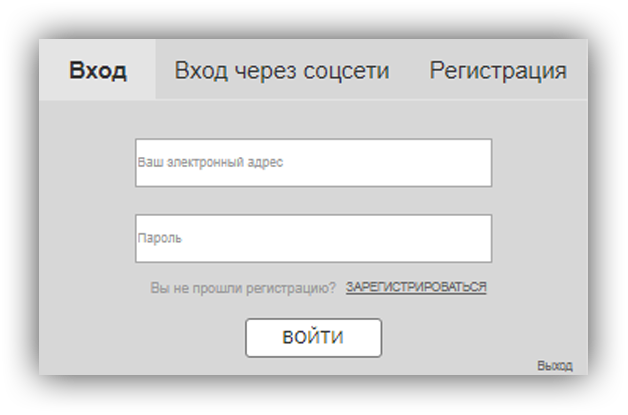 Вход Вход через соцсети Регистрация
Ваш электронный адрес
Пароль
Вы не прошли регистрацию? ЗАРЕГИСТРИРОВАТЬСЯ
ВОЙТИ
Выход